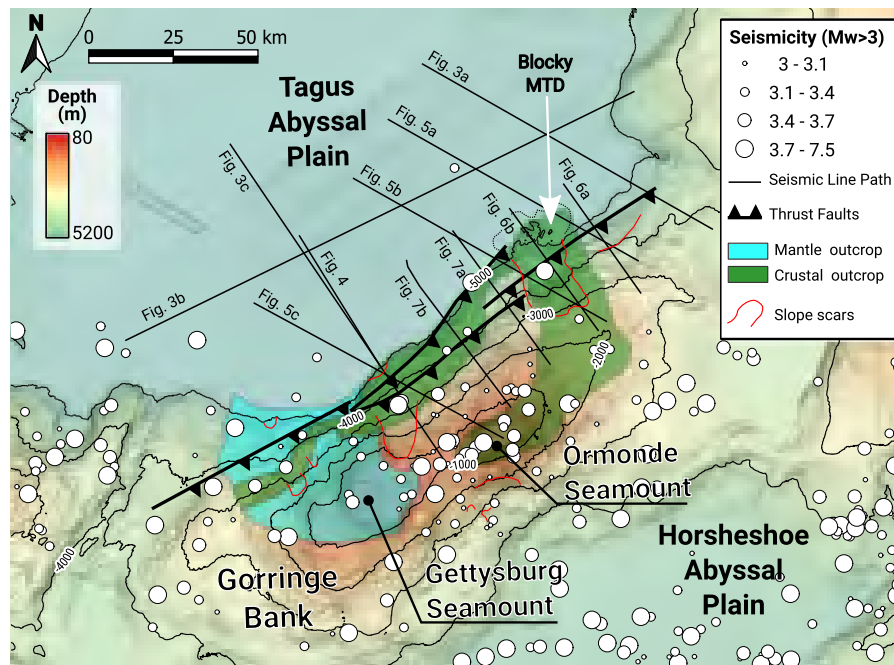 N
0 25 50 km
Depth
(m)
80
5200
Tagus
Abyssal
Plain
Blocky
MTD
Fig. 3a
Fig. 5a
Fig. 3c
Fig. 5b
Fig. 6a
Fig. 6b
Fig. 4
Fig. 7a
Fig. 7b
Fig. 3b
Fig. 5c
-5000
-3000
-2000
-4000
-1000
-4000
Ormonde
Seamount
Gorringe
Bank
Gettysburg
Seamount
Horsheshoe
Abyssal
Plain
Seismicity (Mw>3)
3 - 3.1
3.1 - 3.4
3.4 - 3.7
3.7 - 7.5
Seismic Line Path
Thrust Faults
Mantle outcrop
Crustal outcrop
Slope scars